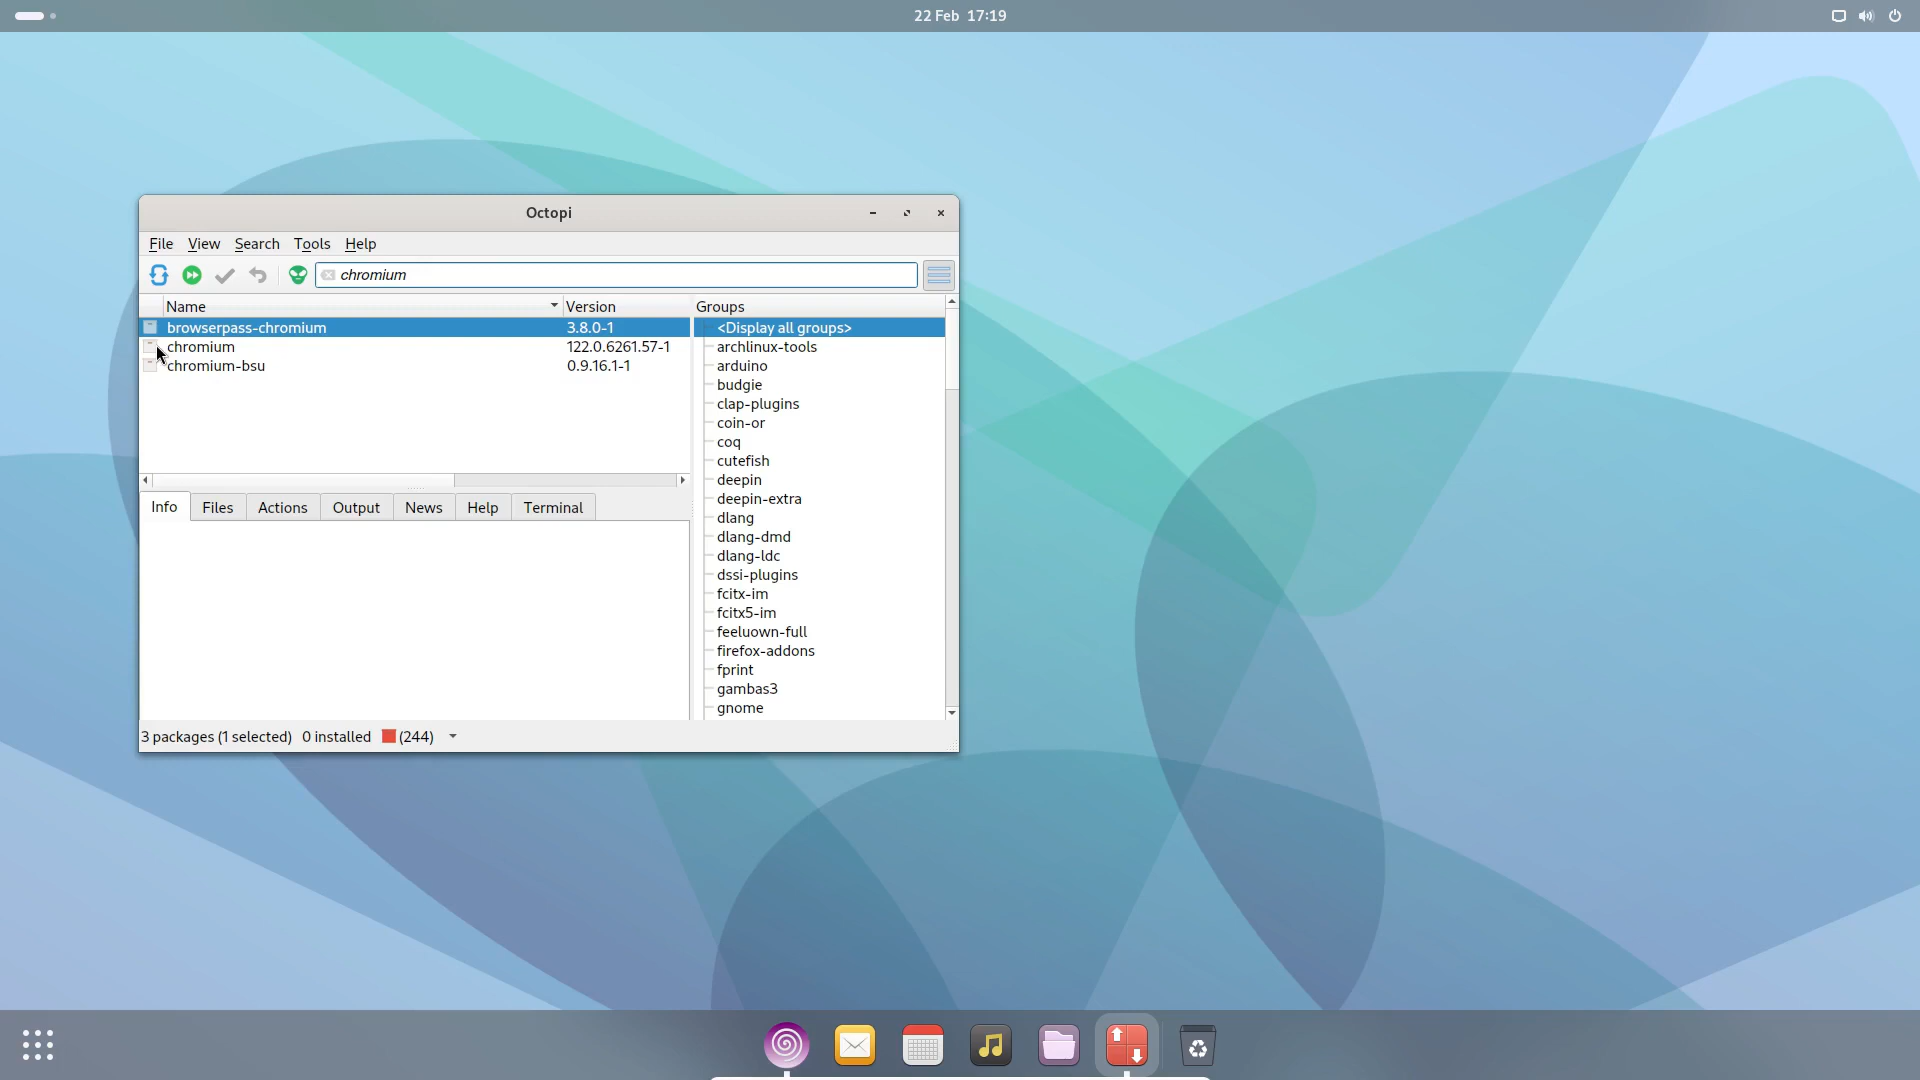 22 Feb 17:19
Octopi
File View Search Tools Help
chromium
Name Version Groups
browserpass-chromium 3.8.0-1 <Display all groups>
chromium 122.0.6261.57-1 archlinux-tools
chromium-bsu 0.9.16.1-1 arduino
budgie
clap-plugins
coin-or
coq
cutefish
deepin
deepin-extra
Info Files Actions Output News Help Terminal
dlang
dlang-dmd
dlang-ldc
dssi-plugins
fcitx-im
fcitx5-im
feeluown-full
firefox-addons
fprint
gambas3
gnome
3 packages (1 selected) 0 installed (244)